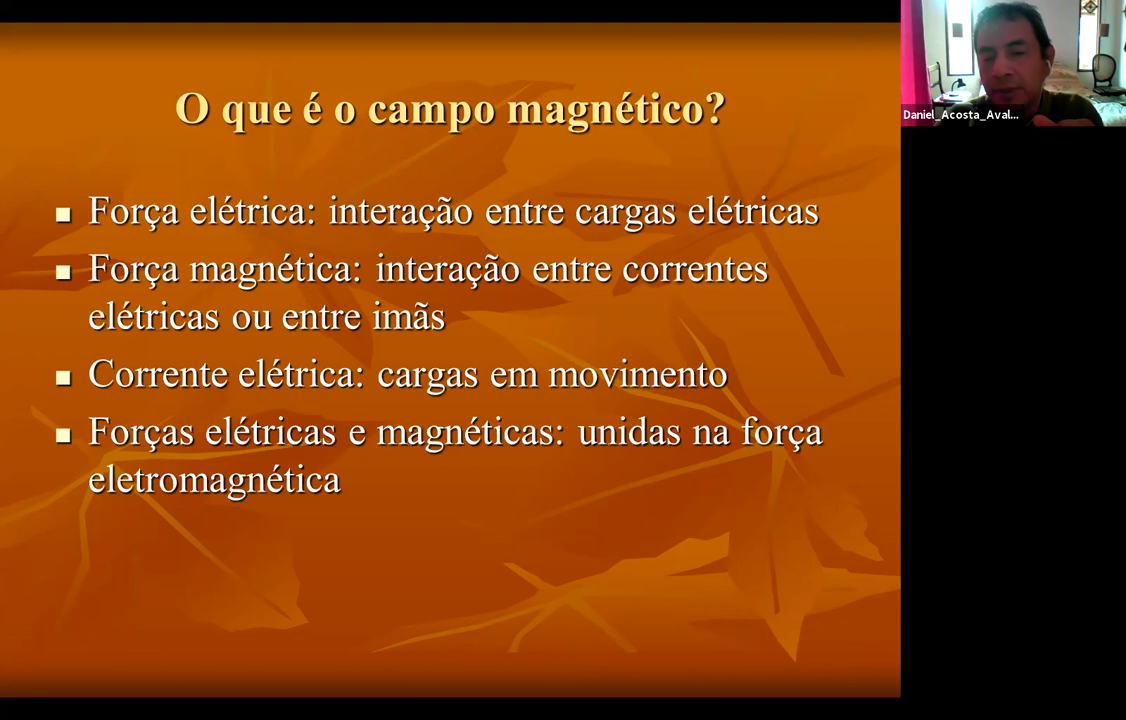 O que é o campo magnético?
Força elétrica: interação entre cargas elétricas
Força magnética: interação entre correntes
elétricas ou entre imãs
Corrente elétrica: cargas em movimento
Forças elétricas e magnéticas: unidas na força
eletromagnética
Daniel_Acosta_Aval...